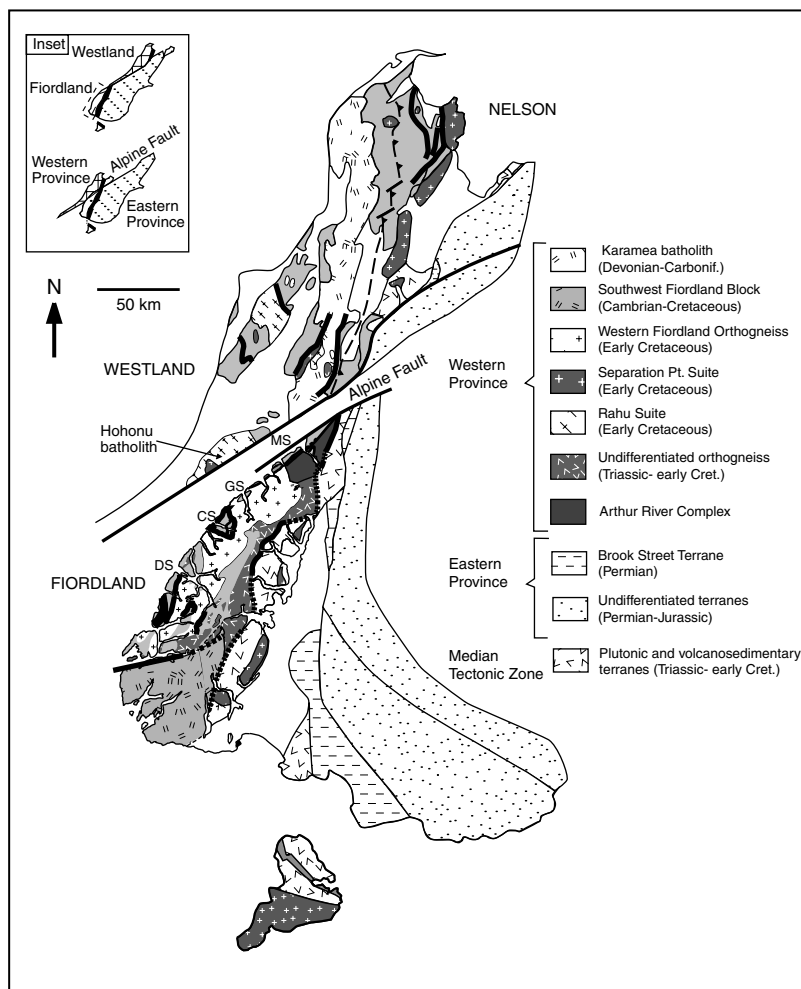 Inset
Westland
Fiordland
Alpine Fault
Western
Province
Eastern
Province
N
50 km
NELSON
WESTLAND
Alpine Fault
Hohonu
batholith
MS
GS
CS
DS
FIORDLAND
Western
Province
Karamea batholith
(Devonian-Carbonif.)
Southwest Fiordland Block
(Cambrian-Cretaceous)
Western Fiordland Orthogneiss
(Early Cretaceous)
Separation Pt. Suite
(Early Cretaceous)
Rahu Suite
(Early Cretaceous)
Undifferentiated orthogneiss
(Triassic- early Cret.)
Arthur River Complex
Eastern
Province
Brook Street Terrane
(Permian)
Undifferentiated terranes
(Permian-Jurassic)
Median
Tectonic Zone
Plutonic and volcanosedimentary
terranes (Triassic- early Cret.)